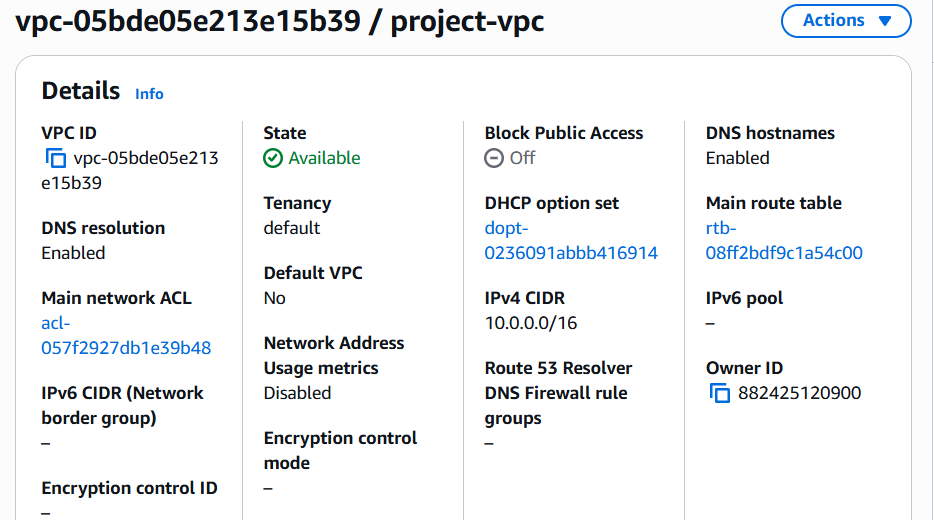 vpc-05bde05e213e15b39 / project-vpc
Actions
Details Info
VPC ID
vpc-05bde05e213
e15b39
DNS resolution
Enabled
Main network ACL
acl-
057f2927db1e39b48
IPv6 CIDR (Network
border group)
–
Encryption control ID
–
State
Available
Tenancy
default
Default VPC
No
Network Address
Usage metrics
Disabled
Encryption control
mode
–
Block Public Access
Off
DHCP option set
dopt-
0236091abbb416914
IPv4 CIDR
10.0.0.0/16
Route 53 Resolver
DNS Firewall rule
groups
–
DNS hostnames
Enabled
Main route table
rtb-
08ff2bdf9c1a54c00
IPv6 pool
–
Owner ID
882425120900